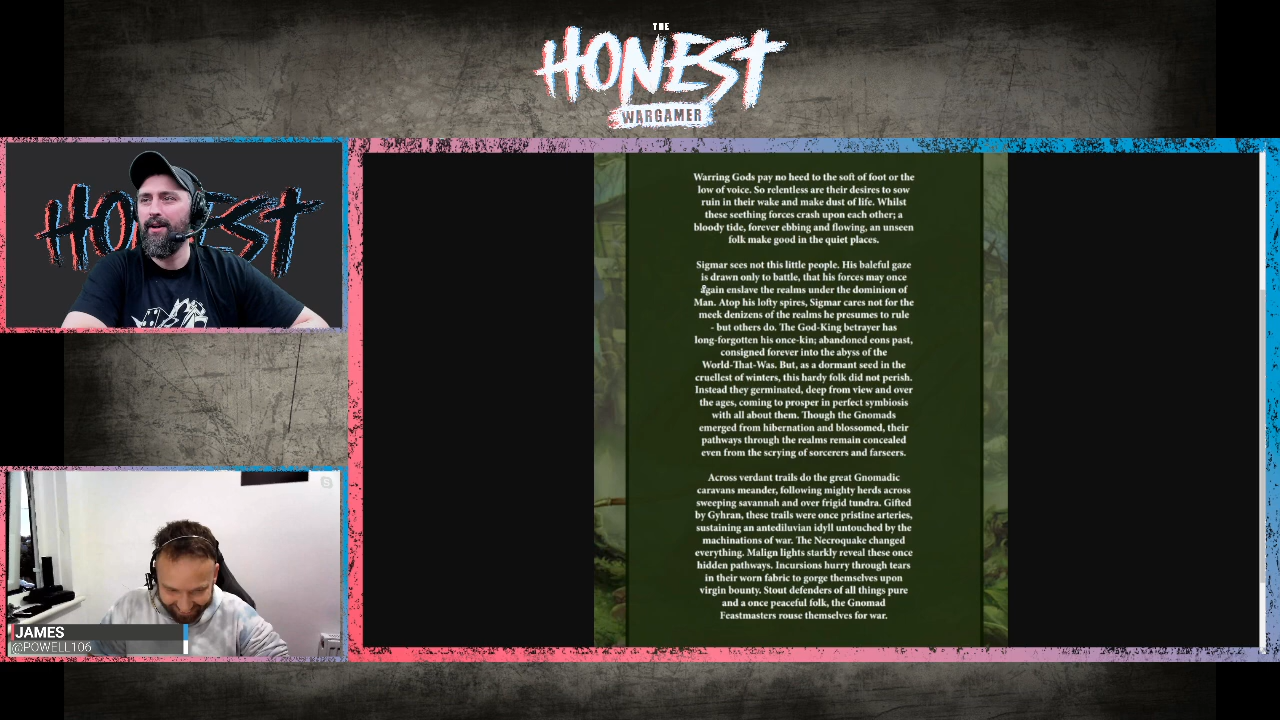 THE
HONEST
WARGAMER
HONEST
Warring Gods pay no heed to the soft of foot or the
low of voice. So relentless are their desires to sow
ruin in their wake and make dust of life. Whilst
these seething forces crash upon each other; a
bloody tide, forever ebbing and flowing, an unseen
folk make good in the quiet places.
Sigmar sees not this little people. His baleful gaze
is drawn only to battle, that his forces may once
again enslave the realms under the dominion of
Man. Atop his lofty spires, Sigmar cares not for the
meek denizens of the realms he presumes to rule
- but others do. The God-King betrayer has
long-forgotten his once-kin; abandoned eons past,
consigned forever into the abyss of the
World-That-Was. But, as a dormant seed in the
cruellest of winters, this hardy folk did not perish.
Instead they germinated, deep from view and over
the ages, coming to prosper in perfect symbiosis
with all about them. Though the Gnomads
emerged from hibernation and blossomed, their
pathways through the realms remain concealed
even from the scrying of sorcerers and farseers.
Across verdant trails do the great Gnomadic
caravans meander, following mighty herds across
sweeping savannah and over frigid tundra. Gifted
by Gyhran, these trails were once pristine arteries,
sustaining an antediluvian idyll untouched by the
machinations of war. The Necroquake changed
everything. Malign lights starkly reveal these once
hidden pathways. Incursions hurry through tears
in their worn fabric to gorge themselves upon
virgin bounty. Stout defenders of all things pure
and a once peaceful folk, the Gnomad
Feastmasters rouse themselves for war.
JAMES
@POWELL106